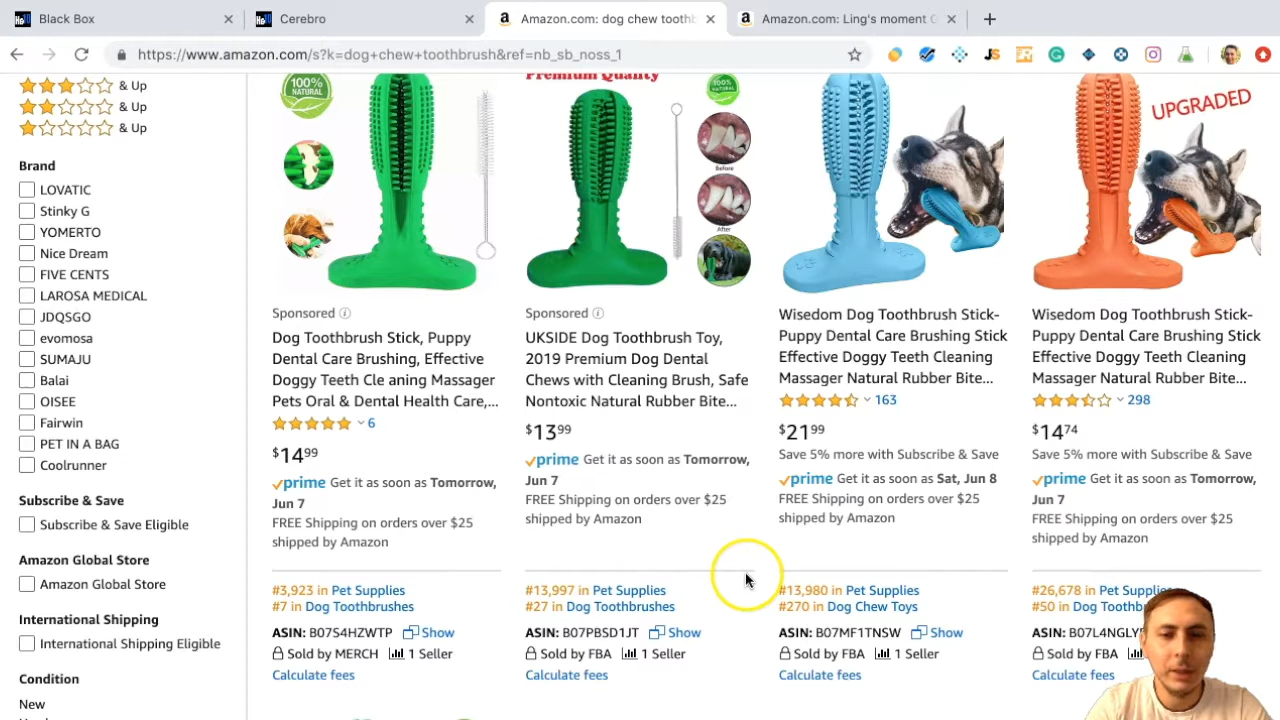 Black Box
Cerebro
Amazon.com: dog chew tooth
Amazon.com: Ling's moment
https://www.amazon.com/s?k=dog+chew+toothbrush&ref=nb_sb_noss_1
& Up
& Up
& Up
Brand
LOVATIC
Stinky G
YOMERTO
Nice Dream
FIVE CENTS
LAROSA MEDICAL
JDQSGO
evomosa
SUMAJU
Balai
OISEE
Fairwin
PET IN A BAG
Coolrunner
Subscribe & Save
Subscribe & Save Eligible
Amazon Global Store
Amazon Global Store
International Shipping
International Shipping Eligible
Condition
New
100%
NATURAL
Sponsored
Dog Toothbrush Stick, Puppy
Dental Care Brushing, Effective
Doggy Teeth Cle aning Massager
Pets Oral & Dental Health Care,...
6
$14.99
prime Get it as soon as Tomorrow,
Jun 7
FREE Shipping on orders over $25
shipped by Amazon
#3,923 in Pet Supplies
#7 in Dog Toothbrushes
ASIN: B07S4HZWTP Show
Sold by MERCH 1 Seller
Calculate fees
Premium Quality
100%
NATURAL
Before
After
Sponsored
UKSIDE Dog Toothbrush Toy,
2019 Premium Dog Dental
Chews with Cleaning Brush, Safe
Nontoxic Natural Rubber Bite...
$13.99
prime Get it as soon as Tomorrow,
Jun 7
FREE Shipping on orders over $25
shipped by Amazon
#13,997 in Pet Supplies
#27 in Dog Toothbrushes
ASIN: B07PBSD1JT Show
Sold by FBA 1 Seller
Calculate fees
Wisedom Dog Toothbrush Stick-
Puppy Dental Care Brushing Stick
Effective Doggy Teeth Cleaning
Massager Natural Rubber Bite...
163
$21.99
Save 5% more with Subscribe & Save
prime Get it as soon as Sat, Jun 8
FREE Shipping on orders over $25
shipped by Amazon
#13,980 in Pet Supplies
#270 in Dog Chew Toys
ASIN: B07MF1TNSW Show
Sold by FBA 1 Seller
Calculate fees
UPGRADED
Wisedom Dog Toothbrush Stick-
Puppy Dental Care Brushing Stick
Effective Doggy Teeth Cleaning
Massager Natural Rubber Bite...
298
$14.74
Save 5% more with Subscribe & Save
prime Get it as soon as Tomorrow,
Jun 7
FREE Shipping on orders over $25
shipped by Amazon
#26,678 in Pet Supplies
#50 in Dog Toothb
ASIN: B07L4NGLY
Sold by FBA
Calculate fees